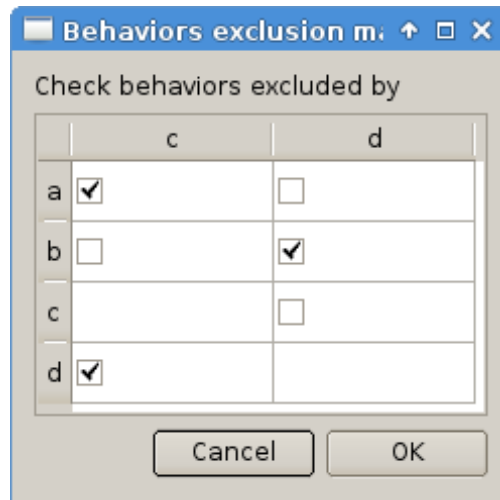 Behaviors exclusion m
Check behaviors excluded by
c d
a
b
c
d
Cancel OK